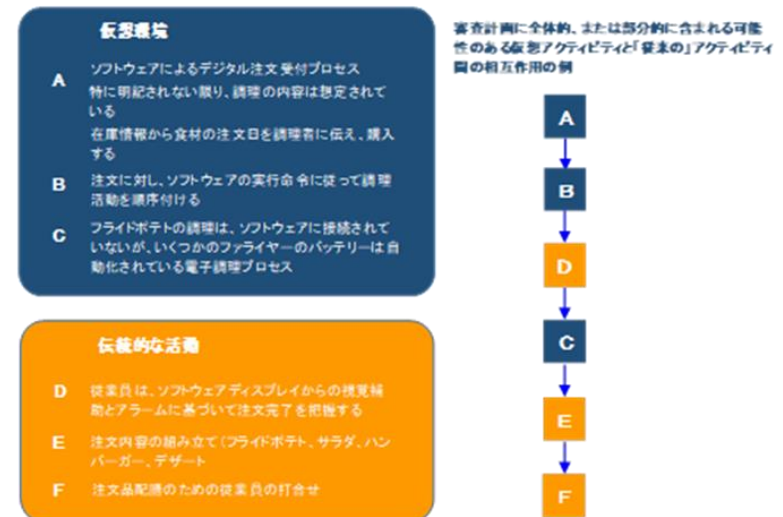 仮想環境
A
ソフトウェアによるデジタル注文受付プロセス
特に明記されない限り、調理の内容は想定されて
いる
在庫情報から食材の注文日を調理者に伝え、購入
する
B
注文に対し、ソフトウェアの実行命令に従って調理
活動を順序付ける
C
フライドポテトの調理は、ソフトウェアに接続されて
いないが、いくつかのファライヤーのバッテリーは自
動化されている電子調理プロセス
伝統的な活動
D
従業員は、ソフトウェアディスプレイからの視覚補
助とアラームに基づいて注文完了を把握する
E
注文内容の組み立て（フライドポテト、サラダ、ハン
バーガー、デザート
F
注文品配膳のための従業員の打合せ
審査計画に全体的、または部分的に含まれる可能
性のある仮想アクティビティと「従来の」アクティビティ
間の相互作用の例
A
B
D
C
E
F